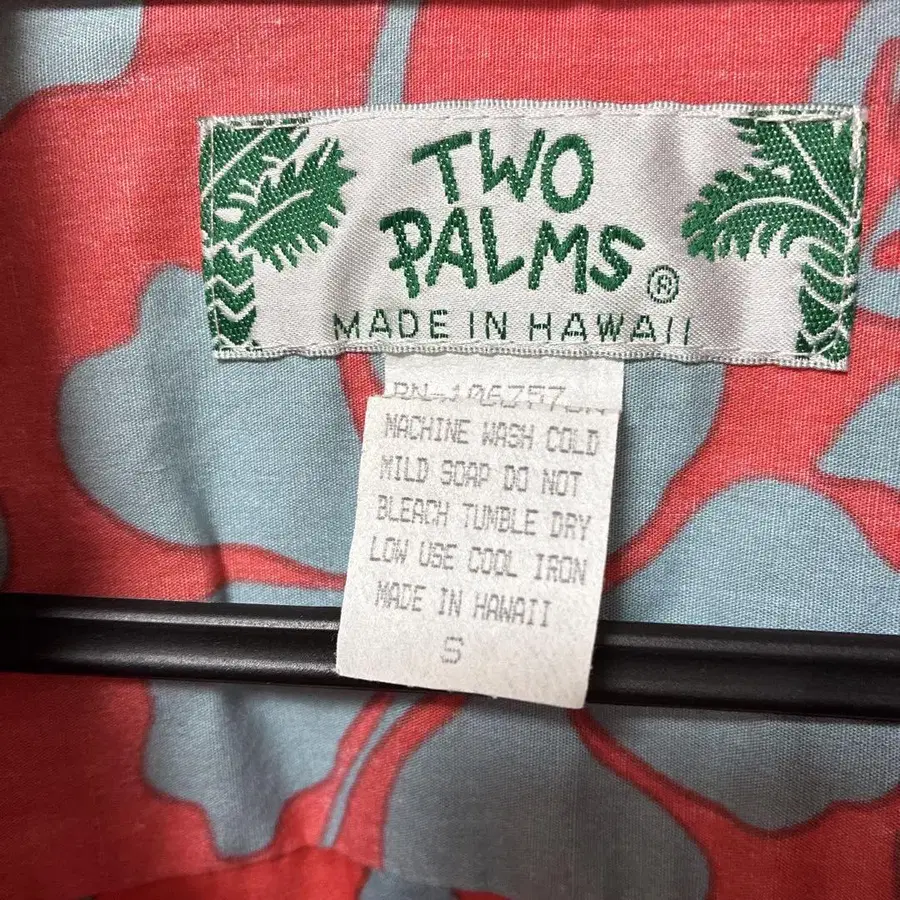 TWO
PALMS®
MADE IN HAWAII
MACHINE WASH COLD
MILD SOAP DO NOT
BLEACH TUMBLE DRY
LOW USE COOL IRON
MADE IN HAWAII
S